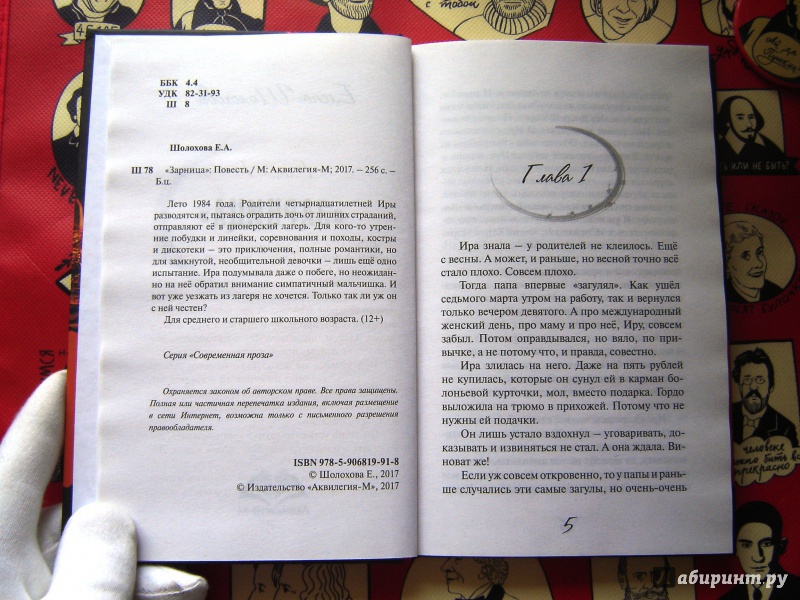 с тобой
ББК 4.4
УДК 82-31-93
Ш 8
Шолохова Е.А.
Ш 78 «Зарница»: Повесть / М: Аквилегия-М; 2017. – 256 с. –
Б.ц.
Лето 1984 года. Родители четырнадцатилетней Иры
разводятся и, пытаясь оградить дочь от лишних страданий,
отправляют её в пионерский лагерь. Для кого-то утрен-
ние побудки и линейки, соревнования и походы, костры
и дискотеки – это приключения, полные романтики, но
для замкнутой, необщительной девочки – лишь ещё одно
испытание. Ира подумывала даже о побеге, но неожидан-
но на неё обратил внимание симпатичный мальчишка. И
вот уже уезжать из лагеря не хочется. Только так ли уж он
с ней честен?
Для среднего и старшего школьного возраста. (12+)
Серия «Современная проза»
Охраняется законом об авторском праве. Все права защищены.
Полная или частичная перепечатка издания, включая размещение
в сети Интернет, возможна только с письменного разрешения
правообладателя.
ISBN 978-5-906819-91-8
© Шолохова Е., 2017
© Издательство «Аквилегия-М», 2017
Глава 1
Ира знала – у родителей не клеилось. Ещё
с весны. А может, и раньше, но весной точно всё
стало плохо. Совсем плохо.
Тогда папа впервые «загулял». Как ушёл
седьмого марта утром на работу, так и вернулся
только вечером девятого. А про международный
женский день, про маму и про неё, Иру, совсем
забыл. Потом оправдывался, но вяло, по при-
вычке, а не потому что, и правда, совестно.
Ира злилась на него. Даже на пять рублей
не купилась, которые он сунул ей в карман бо-
лоньевой курточки, мол, вместо подарка. Гордо
выложила на трюмо в прихожей. Потому что не
нужны ей подачки.
Он лишь устало вздохнул – уговаривать, до-
казывать и извиняться не стал. А она ждала. Ви-
новат же!
Если уж совсем откровенно, то у папы и рань-
ше случались эти самые загулы, но очень-очень
5
ТЬ ИЛИ НЕ БЫТЬ?
человеке
быть вс
прекрасно
Лабиринт.ру